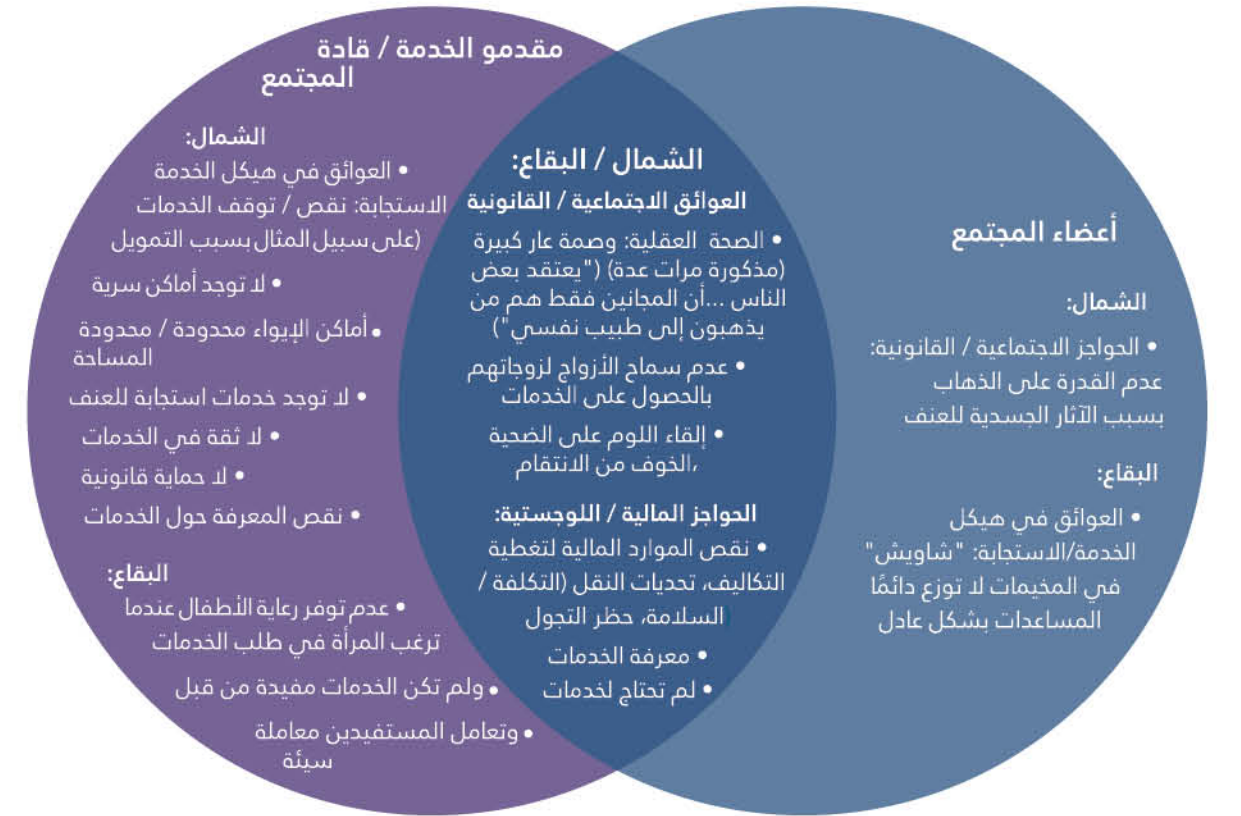 مقدمو الخدمة / قادة
المجتمع
الشمال:
• العوائق في هيكل الخدمة
الاستجابة: نقص / توقف الخدمات
(على سبيل المثال بسبب التمويل
• لا توجد أماكن سرية
• أماكن الإيواء محدودة / محدودة
المساحة
• لا توجد خدمات استجابة للعنف
• لا ثقة في الخدمات
• لا حماية قانونية
• نقص المعرفة حول الخدمات
البقاع:
• عدم توفر رعاية الأطفال عندما
ترغب المرأة في طلب الخدمات
• ولم تكن الخدمات مفيدة من قبل
• وتعامل المستفيدين معاملة
سيئة
الشمال / البقاع:
العوائق الاجتماعية / القانونية
• الصحة العقلية: وصمة عار كبيرة
(مذكورة مرات عدة) ("يعتقد بعض
الناس ...أن المجانين فقط هم من
يذهبون إلى طبيب نفسي")
• عدم سماح الأزواج لزوجاتهم
بالحصول على الخدمات
• إلقاء اللوم على الضحية
،الخوف من الانتقام
الحواجز المالية / اللوجستية:
• نقص الموارد المالية لتغطية
التكاليف، تحديات النقل (التكلفة /
السلامة، حظر التجول
• معرفة الخدمات
• لم تحتاج لخدمات
أعضاء المجتمع
الشمال:
• الحواجز الاجتماعية / القانونية:
عدم القدرة على الذهاب
بسبب الآثار الجسدية للعنف
البقاع:
• العوائق في هيكل
الخدمة/الاستجابة: "شاويش"
في المخيمات لا توزع دائمًا
المساعدات بشكل عادل